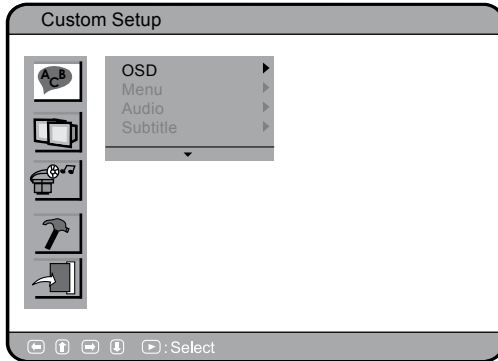 Custom Setup
A C B
OSD
Menu
Audio
Subtitle
: Select